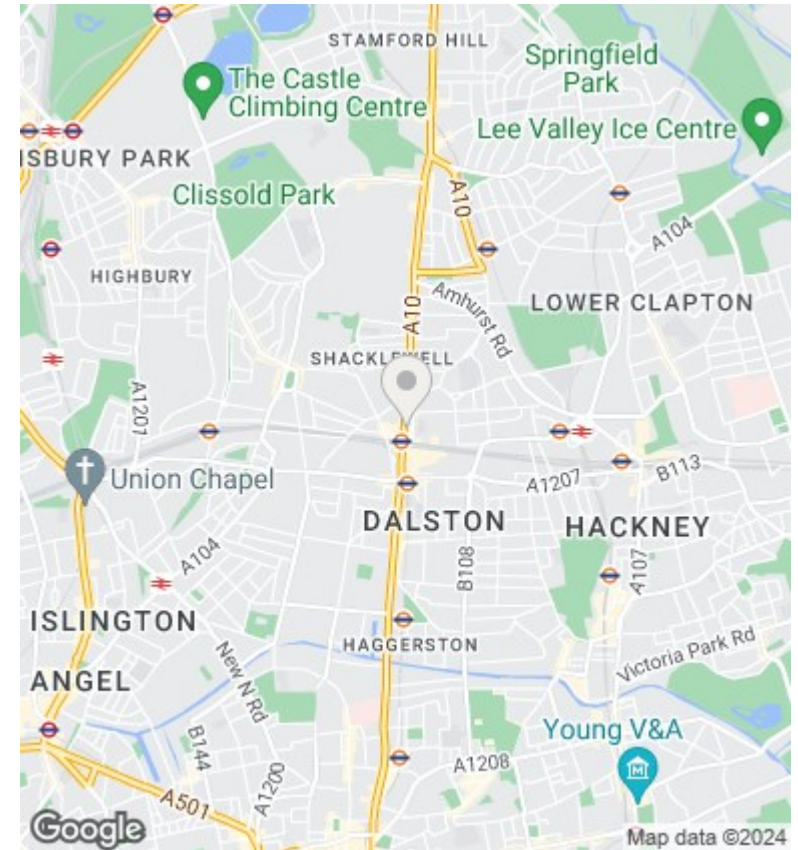 STAMFORD HILL
Springfield
Park
The Castle
Climbing Centre
Lee Valley Ice Centre
ISBURY PARK
A10
Clissold Park
A104
HIGHBURY
A10
Amhurst Rd
LOWER CLAPTON
SHACKLEWELL
A1201
Union Chapel
A1207
B113
DALSTON
HACKNEY
A104
B108
A107
ISLINGTON
HAGGERSTON
New N Rd
Victoria Park Rd
ANGEL
B144
Young V&A
A1200
A1208
A501
Google
Map data ©2024